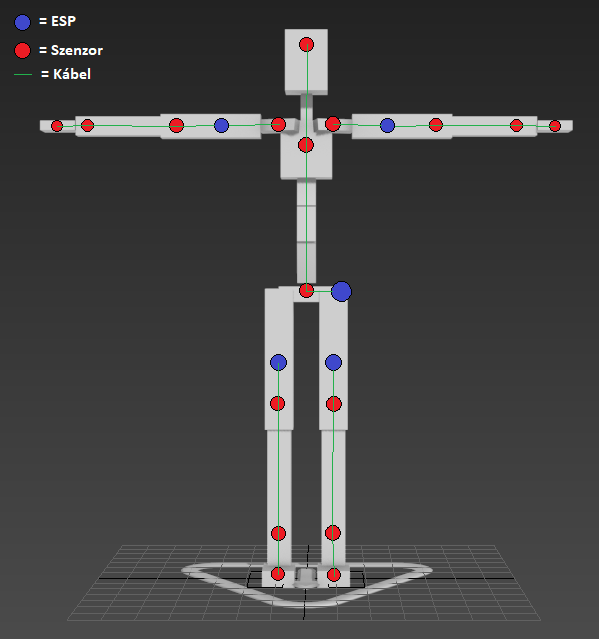 = ESP
= Szenzor
= Kábel